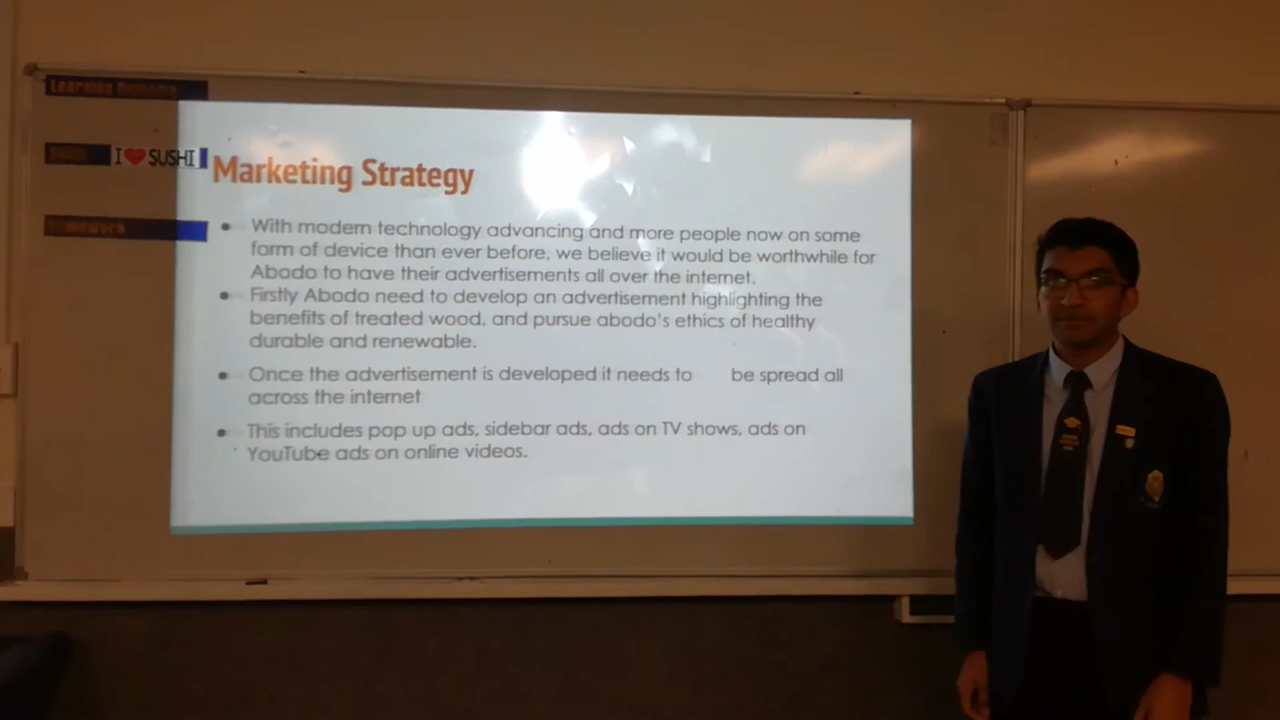 Learning Outcome
I ❤ SUSHI
Marketing Strategy
● With modern technology advancing and more people now on some
form of device than ever before, we believe it would be worthwhile for
Abodo to have their advertisements all over the internet.
● Firstly Abodo need to develop an advertisement highlighting the
benefits of treated wood, and pursue abodo's ethics of healthy
durable and renewable.
● Once the advertisement is developed it needs to be spread all
across the internet
● This includes pop up ads, sidebar ads, ads on TV shows, ads on
YouTube ads on online videos.